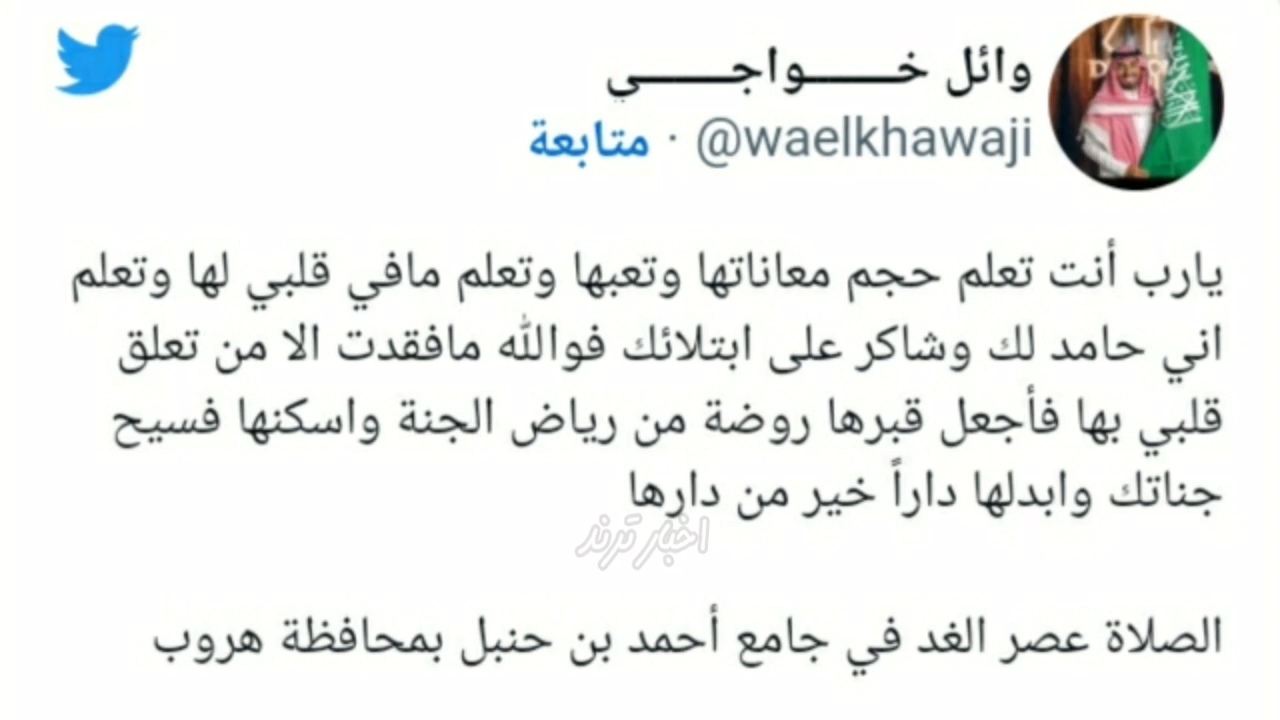 وائل خـــــواجـــــي
@waelkhawaji · متابعة
يارب أنت تعلم حجم معاناتها وتعبها وتعلم مافي قلبي لها وتعلم
اني حامد لك وشاكر على ابتلائك فوالله مافقدت الا من تعلق
قلبي بها فأجعل قبرها روضة من رياض الجنة واسكنها فسيح
جناتك وابدلها داراً خير من دارها
اخبار ترند
الصلاة عصر الغد في جامع أحمد بن حنبل بمحافظة هروب